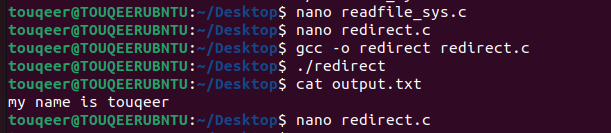 touqeer@TOUQEERUBNTU:~/Desktop$ nano readfile_sys.c
touqeer@TOUQEERUBNTU:~/Desktop$ nano redirect.c
touqeer@TOUQEERUBNTU:~/Desktop$ gcc -o redirect redirect.c
touqeer@TOUQEERUBNTU:~/Desktop$ ./redirect
touqeer@TOUQEERUBNTU:~/Desktop$ cat output.txt
my name is touqeer
touqeer@TOUQEERUBNTU:~/Desktop$ nano redirect.c